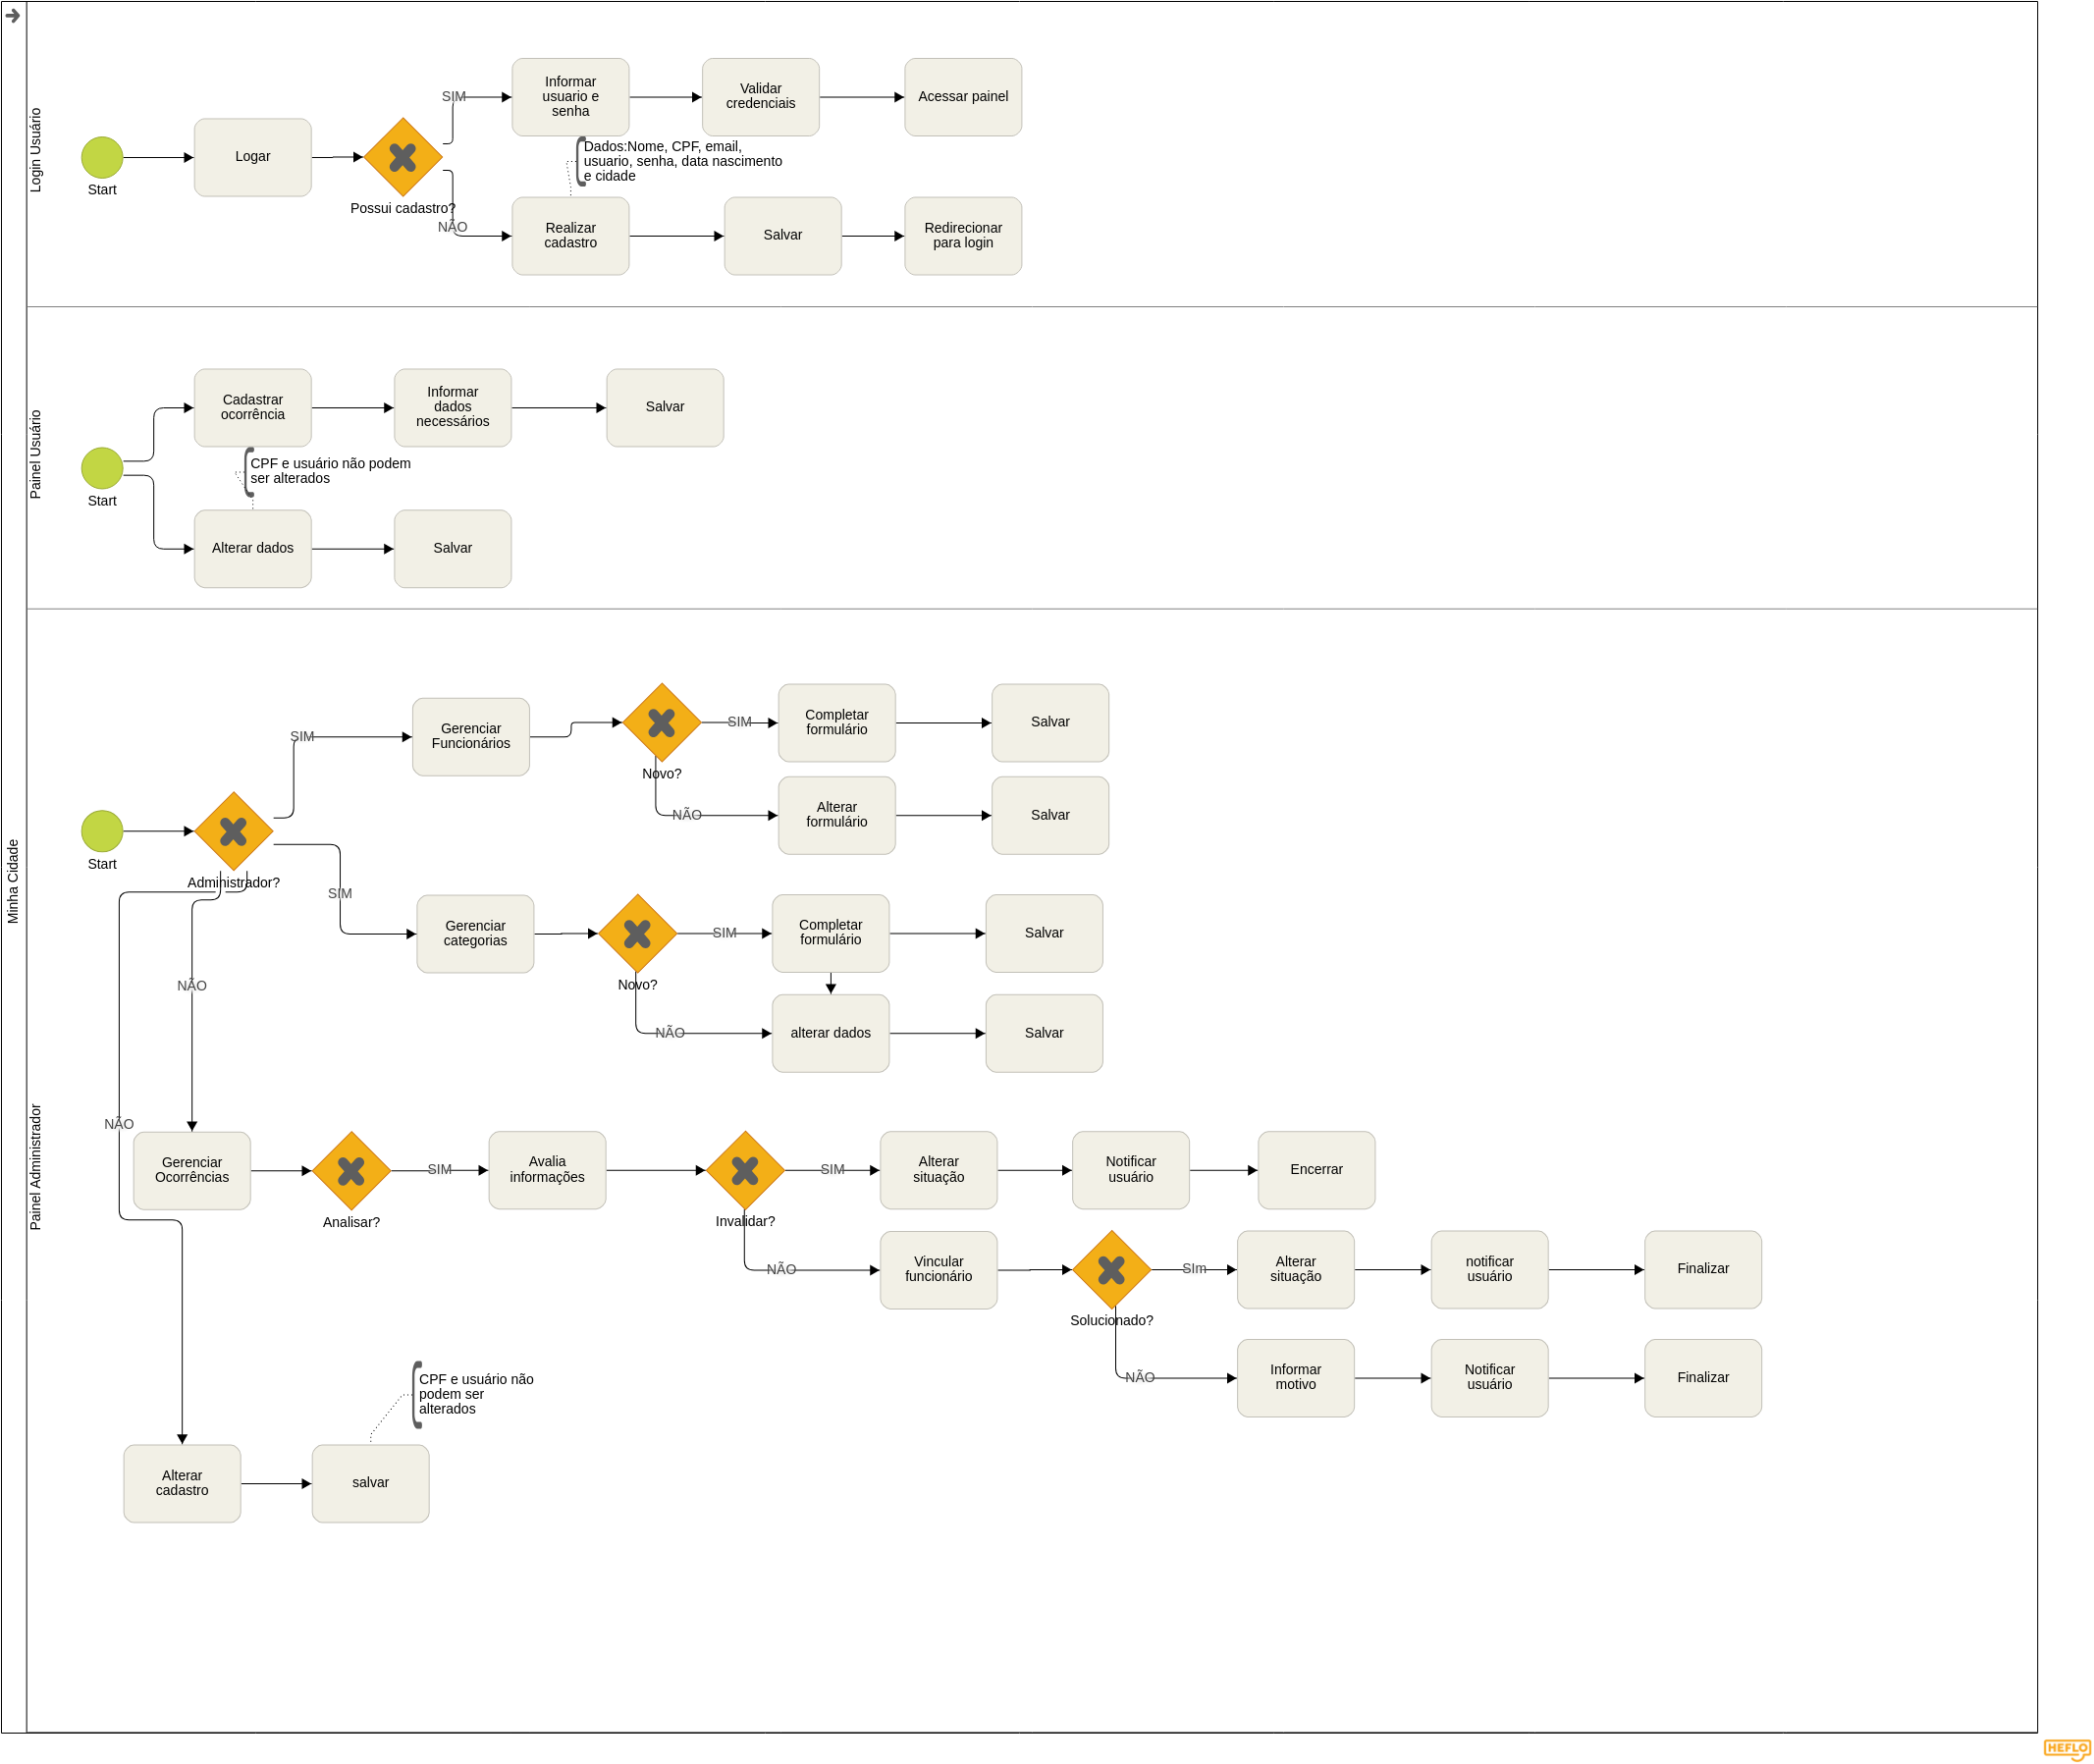 Minha Cidade
Login Usuário
Start
Logar
Possui cadastro?
SIM
NÃO
Informar
usuario e
senha
Validar
credenciais
Acessar painel
Dados:Nome, CPF, email,
usuario, senha, data nascimento
e cidade
Realizar
cadastro
Salvar
Redirecionar
para login
Painel Usuário
Start
Cadastrar
ocorrência
Informar
dados
necessários
Salvar
CPF e usuário não podem
ser alterados
Alterar dados
Salvar
Painel Administrador
Start
Administrador?
SIM
Gerenciar
Funcionários
Novo?
SIM
Completar
formulário
Salvar
NÃO
Alterar
formulário
Salvar
SIM
Gerenciar
categorias
Novo?
SIM
Completar
formulário
Salvar
NÃO
alterar dados
Salvar
NÃO
NÃO
Gerenciar
Ocorrências
Analisar?
SIM
Avalia
informações
Invalidar?
SIM
Alterar
situação
Notificar
usuário
Encerrar
NÃO
Vincular
funcionário
Solucionado?
SIm
Alterar
situação
notificar
usuário
Finalizar
NÃO
Informar
motivo
Notificar
usuário
Finalizar
CPF e usuário não
podem ser
alterados
Alterar
cadastro
salvar
HEFLO